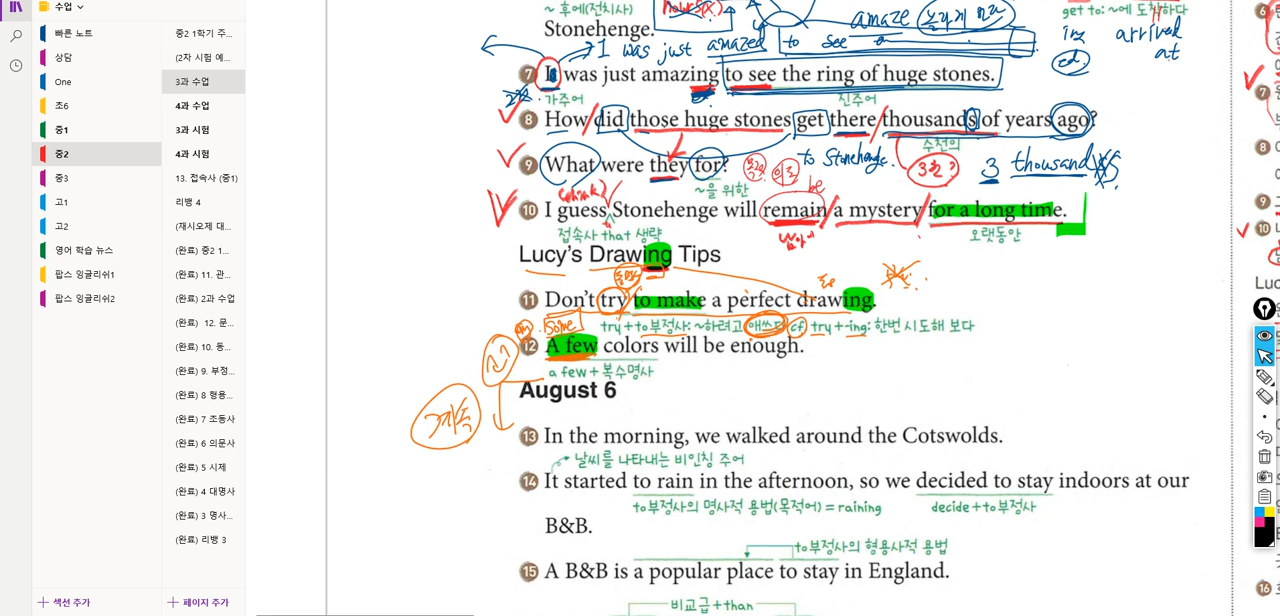 수업
빠른 노트
상담
One
초6
중1
중2
중3
고1
고2
영어 학습 뉴스
팝스 잉글리쉬1
팝스 잉글리쉬2
섹션 추가
중2 1학기 주...
(2차 시험 예...
3과 수업
4과 수업
3과 시험
4과 시험
13. 접속사 (중1)
리뱅 4
(재시오제 대...
(완료) 중2 1...
(완료) 11. 관...
(완료) 2과 수업
(완료) 12. 문...
(완료) 10. 동...
(완료) 9. 부정...
(완료) 8 형용...
(완료) 7 조동사
(완료) 6 의문사
(완료) 5 시제
(완료) 4 대명사
(완료) 3 명사...
(완료) 리뱅 3
페이지 추가
~ 후에(전치사)
amaze 놀라게 하다
get to: ~에 도착하다
Stonehenge.
I was just amazed to see
arrived
at
7 It was just amazing to see the ring of huge stones.
가주어 진주어
8 How did those huge stones get there thousands of years ago?
to Stonehenge. 수천의
9 What were they for?
3 thousand
~을 위한
be
10 I guess Stonehenge will remain a mystery for a long time.
접속사 that 생략 오랫동안
Lucy's Drawing Tips
11 Don't try to make a perfect drawing.
some try+to부정사: ~하려고 애쓰다 cf try+-ing: 한번 시도해 보다
12 A few colors will be enough.
a few + 복수명사
August 6
13 In the morning, we walked around the Cotswolds.
날씨를 나타내는 비인칭 주어
14 It started to rain in the afternoon, so we decided to stay indoors at our
to부정사의 명사적 용법(목적어) = raining decide+to부정사
B&B.
to부정사의 형용사적 용법
15 A B&B is a popular place to stay in England.
비교급+than